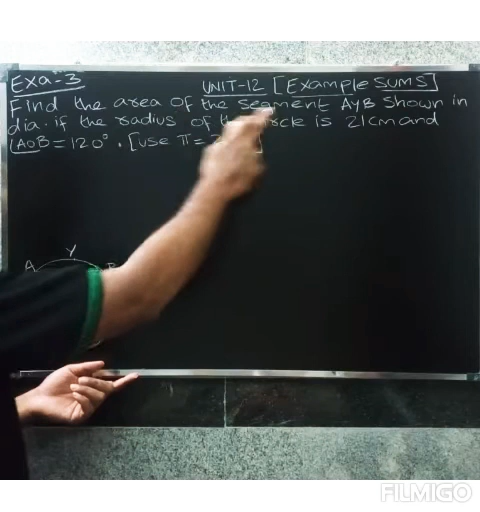 Exa-3
UNIT-12 [Example SUMS]
Find the area of the segment AYB shown in
dia. if the radius of the circle is 21cm and
∠AOB = 120°. [use π =
Y
A
B
FILMIGO